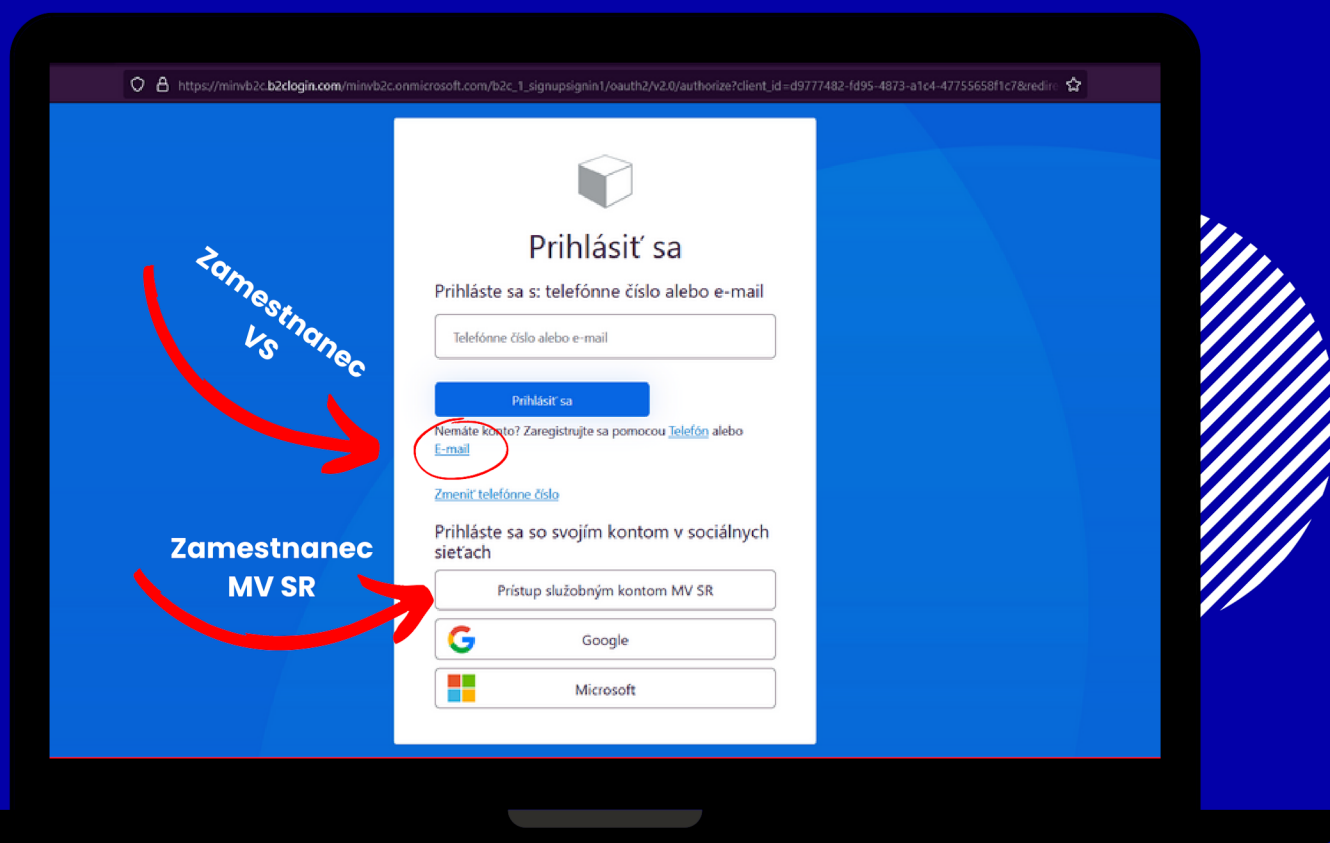 https://minvb2c.b2clogin.com/minvb2c.onmicrosoft.com/b2c_1_signupsignin1/oauth2/v2.0/authorize?client_id=d9777482-fd95-4873-a1c4-47755658f1c7&redire
Prihlásiť sa
Prihláste sa s: telefónne číslo alebo e-mail
Telefónne číslo alebo e-mail
Prihlásiť sa
Nemáte konto? Zaregistrujte sa pomocou Telefón alebo
E-mail
Zmeniť telefónne číslo
Prihláste sa so svojím kontom v sociálnych
sieťach
Prístup služobným kontom MV SR
Google
Microsoft
Zamestnanec
VS
Zamestnanec
MV SR